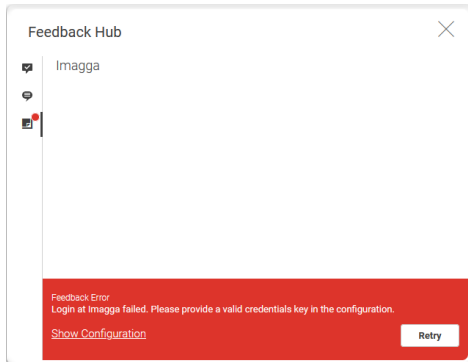 Feedback Hub
Imagga
Feedback Error
Login at Imagga failed. Please provide a valid credentials key in the configuration.
Show Configuration
Retry